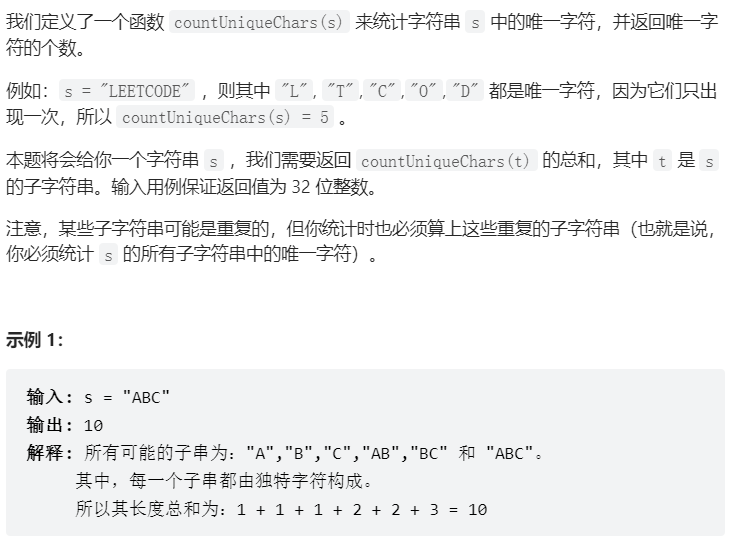 我们定义了一个函数 countUniqueChars(s) 来统计字符串 s 中的唯一字符，并返回唯一字
符的个数。
例如：s = "LEETCODE" ，则其中 "L", "T","C","O","D" 都是唯一字符，因为它们只出
现一次，所以 countUniqueChars(s) = 5 。
本题将会给你一个字符串 s ，我们需要返回 countUniqueChars(t) 的总和，其中 t 是 s
的子字符串。输入用例保证返回值为 32 位整数。
注意，某些子字符串可能是重复的，但你统计时也必须算上这些重复的子字符串（也就是说，
你必须统计 s 的所有子字符串中的唯一字符）。
示例 1：
输入: s = "ABC"
输出: 10
解释: 所有可能的子串为："A","B","C","AB","BC" 和 "ABC"。
其中，每一个子串都由独特字符构成。
所以其长度总和为：1 + 1 + 1 + 2 + 2 + 3 = 10